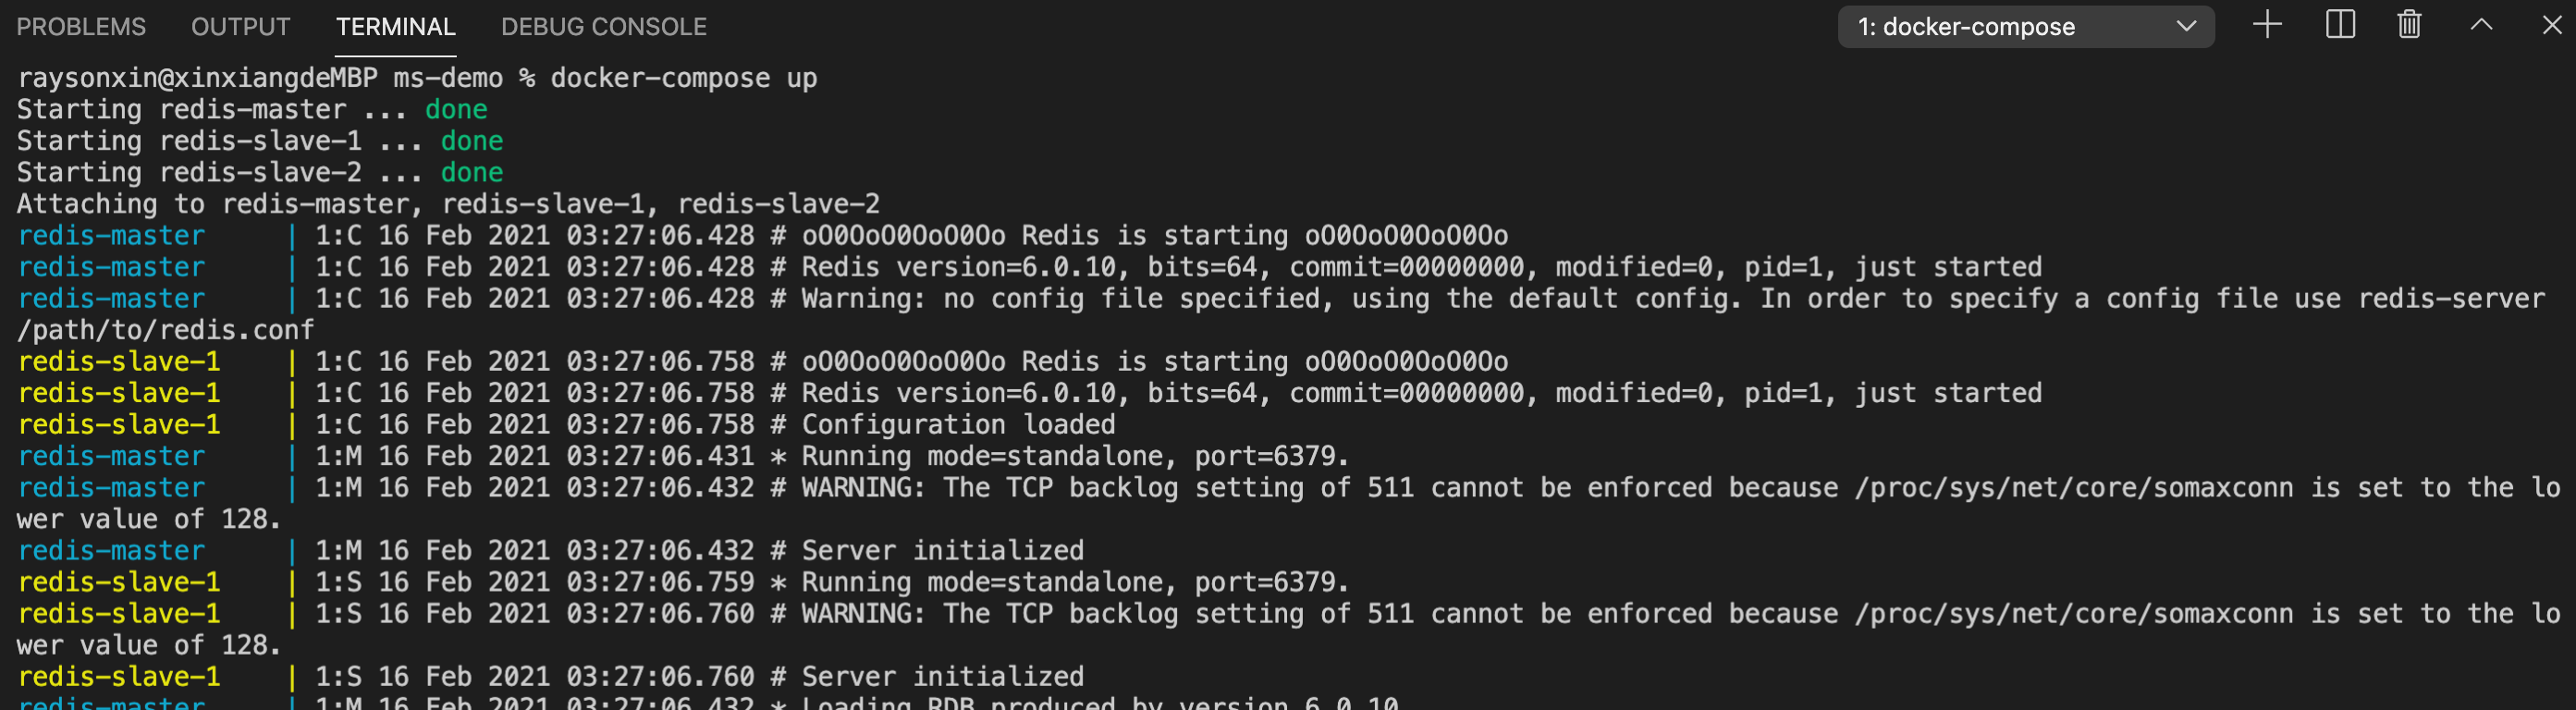 PROBLEMS OUTPUT TERMINAL DEBUG CONSOLE 1: docker-compose
raysonxin@xinxiangdeMBP ms-demo % docker-compose up
Starting redis-master ... done
Starting redis-slave-1 ... done
Starting redis-slave-2 ... done
Attaching to redis-master, redis-slave-1, redis-slave-2
redis-master | 1:C 16 Feb 2021 03:27:06.428 # oO0OoO0OoO0Oo Redis is starting oO0OoO0OoO0Oo
redis-master | 1:C 16 Feb 2021 03:27:06.428 # Redis version=6.0.10, bits=64, commit=00000000, modified=0, pid=1, just started
redis-master | 1:C 16 Feb 2021 03:27:06.428 # Warning: no config file specified, using the default config. In order to specify a config file use redis-server
/path/to/redis.conf
redis-slave-1 | 1:C 16 Feb 2021 03:27:06.758 # oO0OoO0OoO0Oo Redis is starting oO0OoO0OoO0Oo
redis-slave-1 | 1:C 16 Feb 2021 03:27:06.758 # Redis version=6.0.10, bits=64, commit=00000000, modified=0, pid=1, just started
redis-slave-1 | 1:C 16 Feb 2021 03:27:06.758 # Configuration loaded
redis-master | 1:M 16 Feb 2021 03:27:06.431 * Running mode=standalone, port=6379.
redis-master | 1:M 16 Feb 2021 03:27:06.432 # WARNING: The TCP backlog setting of 511 cannot be enforced because /proc/sys/net/core/somaxconn is set to the lo
wer value of 128.
redis-master | 1:M 16 Feb 2021 03:27:06.432 # Server initialized
redis-slave-1 | 1:S 16 Feb 2021 03:27:06.759 * Running mode=standalone, port=6379.
redis-slave-1 | 1:S 16 Feb 2021 03:27:06.760 # WARNING: The TCP backlog setting of 511 cannot be enforced because /proc/sys/net/core/somaxconn is set to the lo
wer value of 128.
redis-slave-1 | 1:S 16 Feb 2021 03:27:06.760 # Server initialized
redis-master | 1:M 16 Feb 2021 03:27:06.432 * Loading RDB produced by version 6.0.10